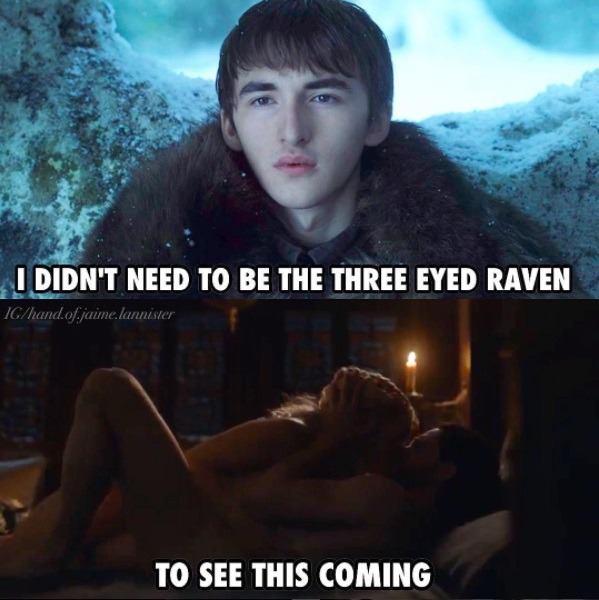 I DIDN'T NEED TO BE THE THREE EYED RAVEN
IG/hand.of.jaime.lannister
TO SEE THIS COMING